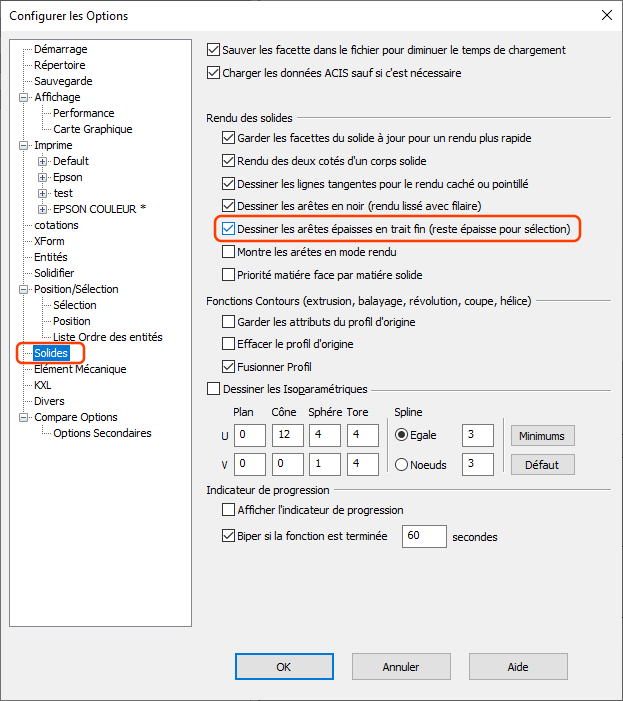 Configurer les Options
Démarrage
Répertoire
Sauvegarde
Affichage
Performance
Carte Graphique
Imprime
Default
Epson
test
EPSON COULEUR *
cotations
XForm
Entités
Solidifier
Position/Sélection
Sélection
Position
Liste Ordre des entités
Solides
Elément Mécanique
KXL
Divers
Compare Options
Options Secondaires
Sauver les facette dans le fichier pour diminuer le temps de chargement
Charger les données ACIS sauf si c'est nécessaire
Rendu des solides
Garder les facettes du solide à jour pour un rendu plus rapide
Rendu des deux cotés d'un corps solide
Dessiner les lignes tangentes pour le rendu caché ou pointillé
Dessiner les arêtes en noir (rendu lissé avec filaire)
Dessiner les arêtes épaisses en trait fin (reste épaisse pour sélection)
Montre les arétes en mode rendu
Priorité matiére face par matiére solide
Fonctions Contours (extrusion, balayage, révolution, coupe, hélice)
Garder les attributs du profil d'origine
Effacer le profil d'origine
Fusionner Profil
Dessiner les Isoparamétriques
Plan Cône Sphére Tore Spline
U 0 12 4 4 Egale 3 Minimums
V 0 0 1 4 Noeuds 3 Défaut
Indicateur de progression
Afficher l'indicateur de progression
Biper si la fonction est terminée 60 secondes
OK Annuler Aide